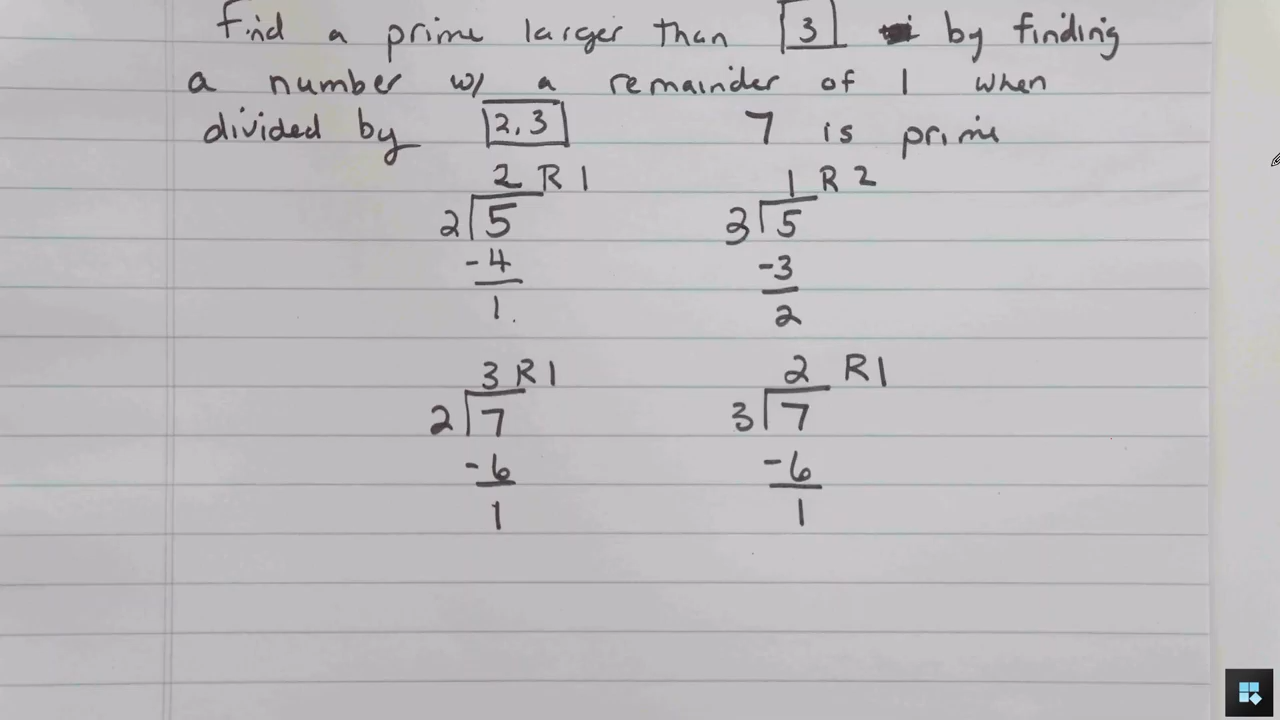 Find a prime larger than 3 by finding
a number w/ a remainder of 1 when
divided by 2,3 7 is prime
2 R 1 1 R 2
2 5 3 5
-4 -3
1. 2
3 R 1 2 R 1
2 7 3 7
-6 -6
1 1